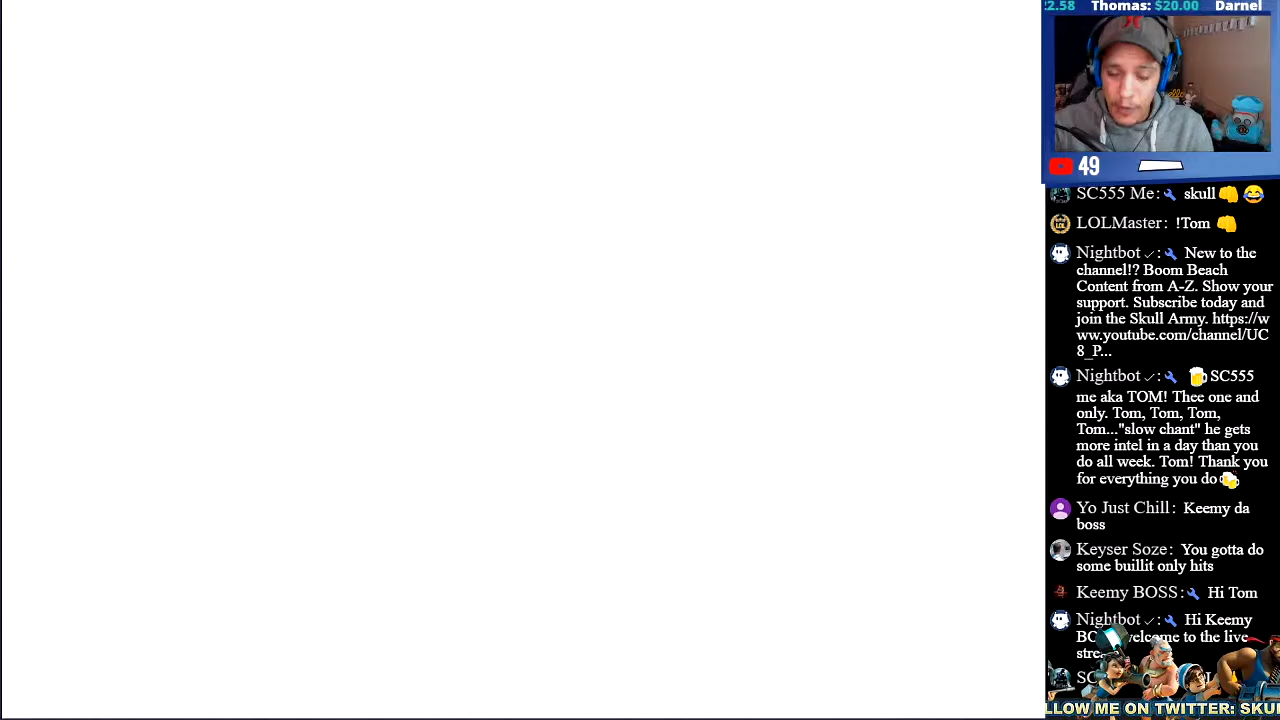 2.58 Thomas: $20.00 Darnel
49
SC555 Me: skull
LOLMaster: !Tom
Nightbot: New to the
channel!? Boom Beach
Content from A-Z. Show your
support. Subscribe today and
join the Skull Army. https://w
ww.youtube.com/channel/UC
8_P...
Nightbot: SC555
me aka TOM! Thee one and
only. Tom, Tom, Tom,
Tom..."slow chant" he gets
more intel in a day than you
do all week. Tom! Thank you
for everything you do
Yo Just Chill: Keemy da
boss
Keyser Soze: You gotta do
some buillit only hits
Keemy BOSS: Hi Tom
Nightbot: Hi Keemy
to the live
LLOW ME ON TWITTER: SKU